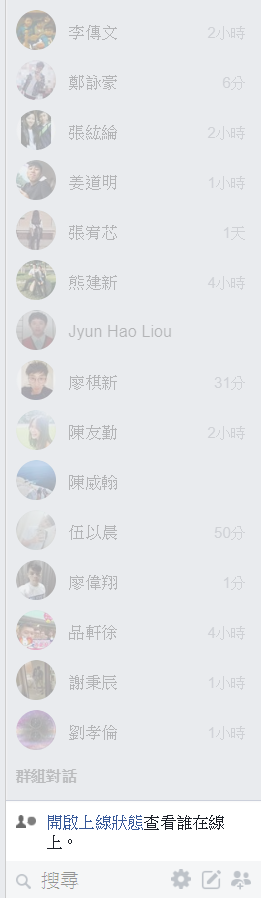 李傳文 2小時
鄭詠豪 6分
張紘綸 2小時
姜道明 1小時
張宥芯 1天
熊建新 4小時
Jyun Hao Liou
廖棋新 31分
陳友勤 2小時
陳威翰
伍以晨 50分
廖偉翔 1分
品軒徐 4小時
謝秉辰 1小時
劉孝倫 1小時
群組對話
開啟上線狀態查看誰在線
上。
搜尋